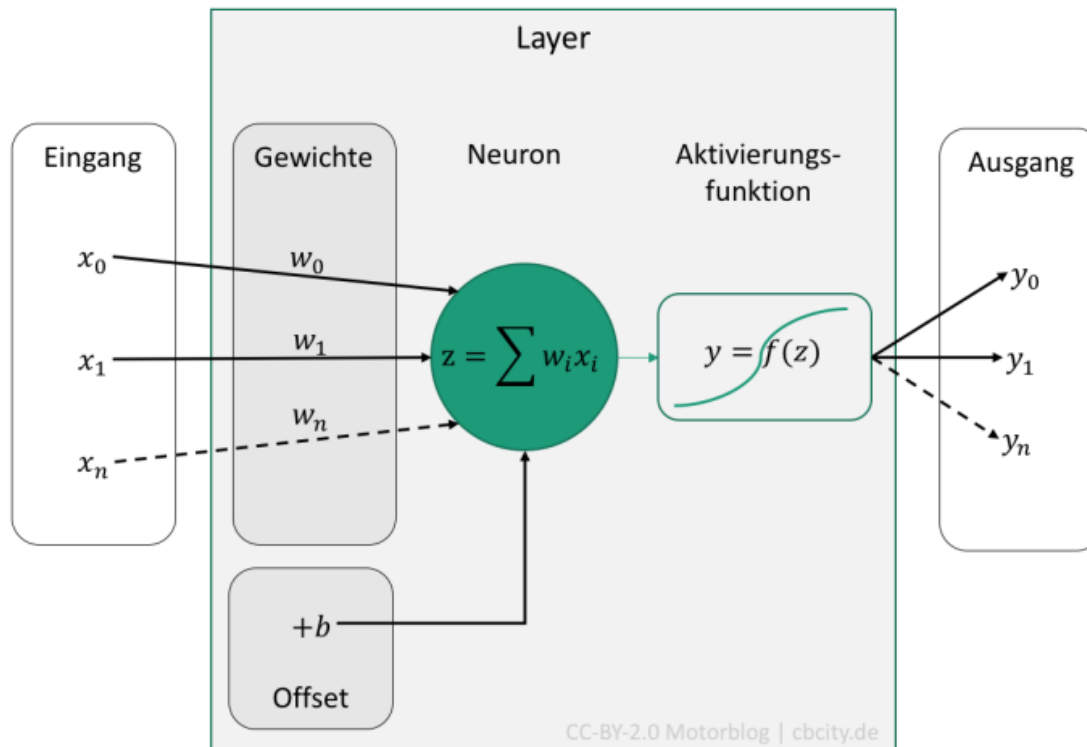 Layer
Eingang
Gewichte
Neuron
Aktivierungs-
funktion
Ausgang
x₀
w₀
y₀
x₁
w₁
z = ∑ wᵢxᵢ
y = f(z)
y₁
xₙ
wₙ
yₙ
+b
Offset
CC-BY-2.0 Motorblog | cbcity.de